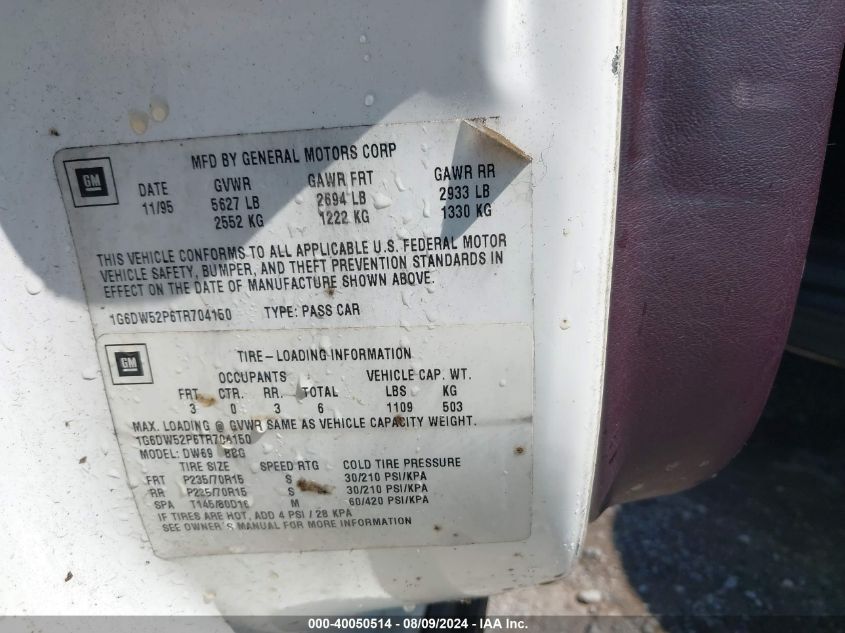 GM
MFD BY GENERAL MOTORS CORP
DATE GVWR GAWR FRT GAWR RR
11/95 5627 LB 2694 LB 2933 LB
2552 KG 1222 KG 1330 KG
THIS VEHICLE CONFORMS TO ALL APPLICABLE U.S. FEDERAL MOTOR
VEHICLE SAFETY, BUMPER, AND THEFT PREVENTION STANDARDS IN
EFFECT ON THE DATE OF MANUFACTURE SHOWN ABOVE.
1G6DW52P6TR704150 TYPE: PASS CAR
GM
TIRE-LOADING INFORMATION
OCCUPANTS VEHICLE CAP. WT.
FRT CTR. RR. TOTAL LBS KG
3 0 3 6 1109 503
MAX. LOADING @ GVWR SAME AS VEHICLE CAPACITY WEIGHT.
1G6DW52P6TR704150
MODEL: DW69
TIRE SIZE SPEED RTG COLD TIRE PRESSURE
FRT P235/70R15 S 30/210 PSI/KPA
RR P225/70R15 S 30/210 PSI/KPA
SPA T145/80D16 M 60/420 PSI/KPA
IF TIRES ARE HOT, ADD 4 PSI / 28 KPA
SEE OWNER'S MANUAL FOR MORE INFORMATION
000-40050514 - 08/09/2024 - IAA Inc.